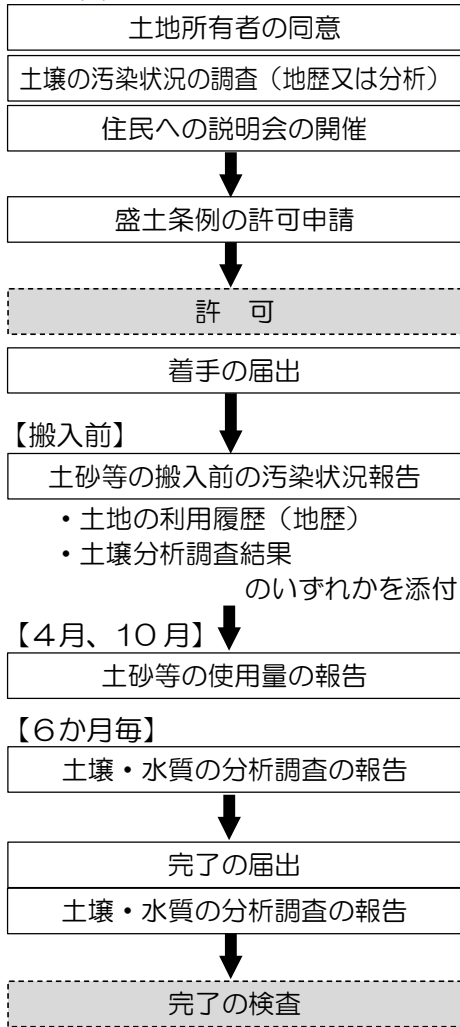 土地所有者の同意
土壌の汚染状況の調査（地歴又は分析）
住民への説明会の開催
盛土条例の許可申請
許　可
着手の届出
【搬入前】
土砂等の搬入前の汚染状況報告
・土地の利用履歴（地歴）
・土壌分析調査結果
のいずれかを添付
【４月、10月】
土砂等の使用量の報告
【６か月毎】
土壌・水質の分析調査の報告
完了の届出
土壌・水質の分析調査の報告
完了の検査